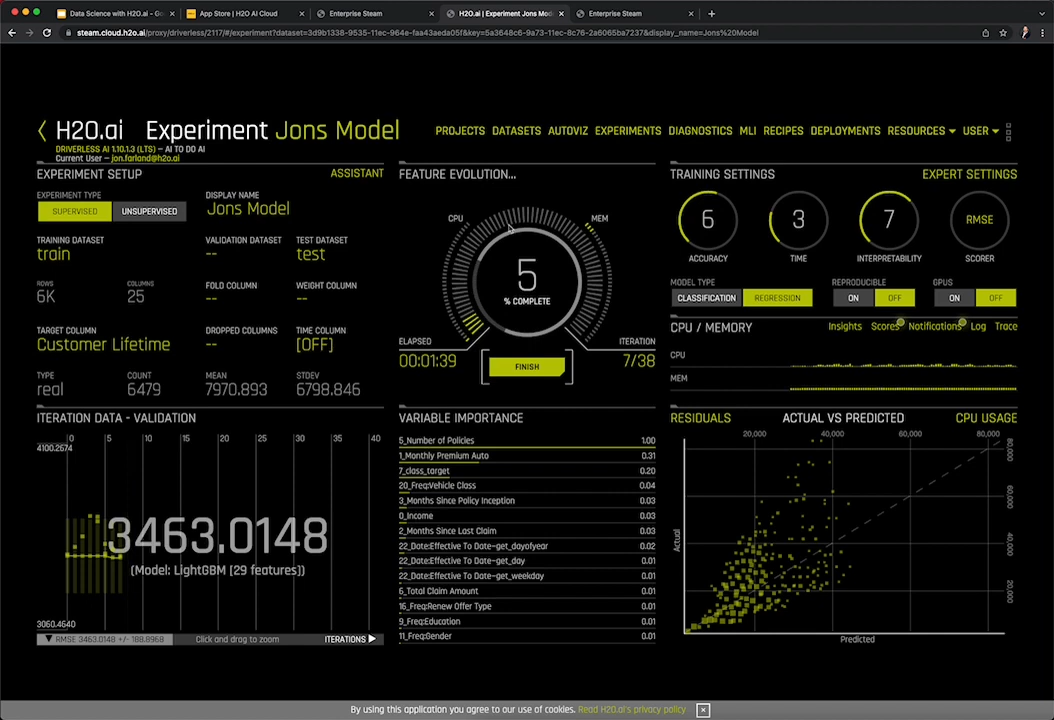 Data Science with H2O.ai - Go
App Store | H2O AI Cloud
Enterprise Steam
H2O.ai | Experiment Jons Mode
Enterprise Steam
steam.cloud.h2o.ai/proxy/driverless/2117/#/experiment?dataset=3d9b1338-9535-11ec-964e-faa43aeda05f&key=5a3648c6-9a73-11ec-8c76-2a6065ba7237&display_name=Jons%20Model
H2O.ai Experiment Jons Model
DRIVERLESS AI 1.10.1.3 (LTS) – AI TO DO AI
Current User – jon.farland@h2o.ai
PROJECTS DATASETS AUTOVIZ EXPERIMENTS DIAGNOSTICS MLI RECIPES DEPLOYMENTS RESOURCES USER
EXPERIMENT SETUP
ASSISTANT
EXPERIMENT TYPE
SUPERVISED
UNSUPERVISED
DISPLAY NAME
Jons Model
TRAINING DATASET
train
VALIDATION DATASET
--
TEST DATASET
test
ROWS
6K
COLUMNS
25
FOLD COLUMN
--
WEIGHT COLUMN
--
TARGET COLUMN
Customer Lifetime
DROPPED COLUMNS
--
TIME COLUMN
[OFF]
TYPE
real
COUNT
6479
MEAN
7970.893
STDEV
6798.846
FEATURE EVOLUTION...
CPU
MEM
5
% COMPLETE
ELAPSED
00:01:39
FINISH
ITERATION
7/38
TRAINING SETTINGS
EXPERT SETTINGS
6
3
7
RMSE
ACCURACY
TIME
INTERPRETABILITY
SCORER
MODEL TYPE
CLASSIFICATION
REGRESSION
REPRODUCIBLE
ON
OFF
GPUS
ON
OFF
CPU / MEMORY
Insights Scores Notifications Log Trace
CPU
MEM
ITERATION DATA - VALIDATION
0 5 10 15 20 25 30 35 40
4100.2674
3463.0148
(Model: LightGBM [29 features])
3060.4640
▼ RMSE 3463.0148 +/- 188.8968
Click and drag to zoom
ITERATIONS ▶
VARIABLE IMPORTANCE
5_Number of Policies 1.00
1_Monthly Premium Auto 0.31
7_class_target 0.20
20_Freq:Vehicle Class 0.04
3_Months Since Policy Inception 0.03
0_Income 0.03
2_Months Since Last Claim 0.03
22_Date:Effective To Date~get_dayofyear 0.02
22_Date:Effective To Date~get_day 0.01
22_Date:Effective To Date~get_weekday 0.01
6_Total Claim Amount 0.01
16_Freq:Renew Offer Type 0.01
9_Freq:Education 0.01
11_Freq:Gender 0.01
RESIDUALS
ACTUAL VS PREDICTED
CPU USAGE
20,000 40,000 60,000 80,000
80,000
60,000
40,000
20,000
Actual
Predicted
By using this application you agree to our use of cookies. Read H2O.ai's privacy policy